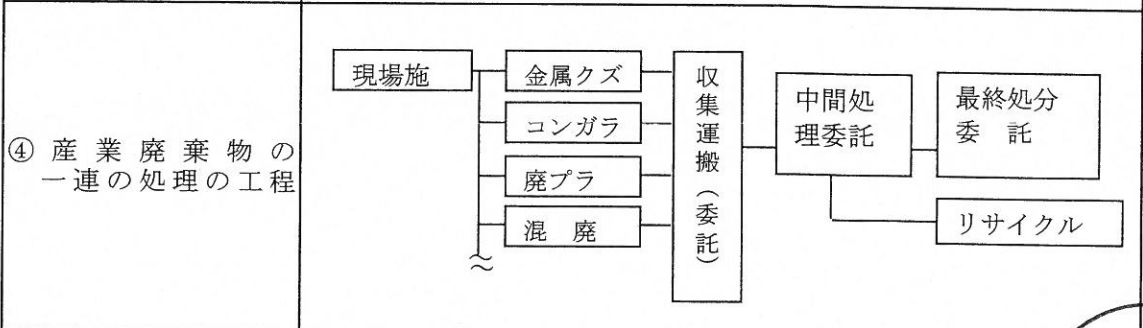 ④産業廃棄物の
一連の処理の工程
現場施
金属クズ
コンガラ
廃プラ
混　廃
収集運搬（委託）
中間処
理委託
最終処分
委　託
リサイクル